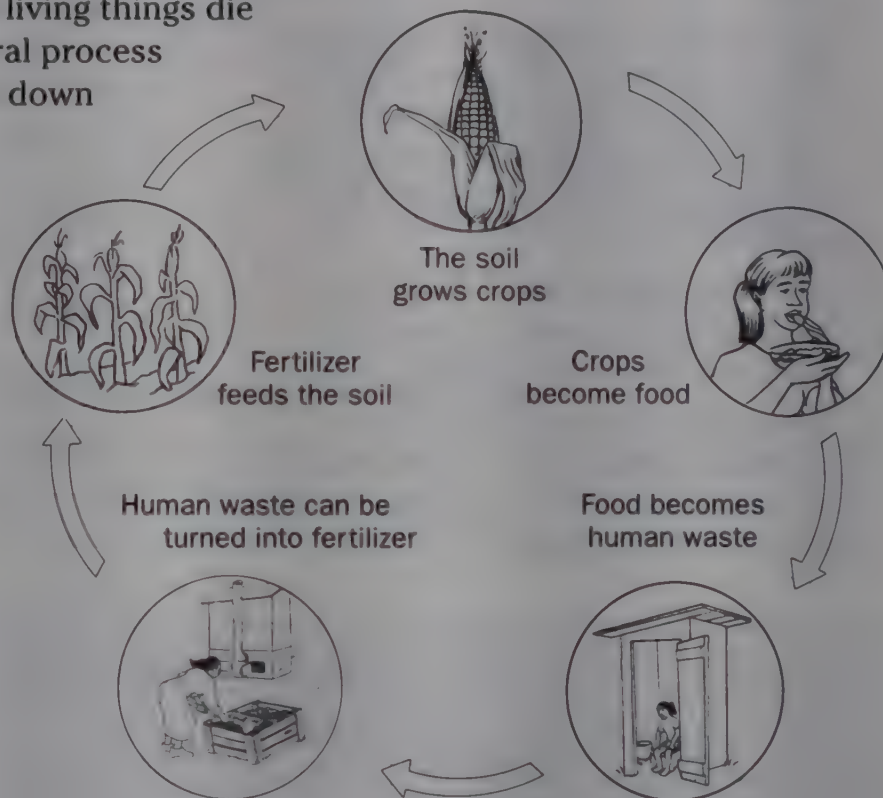 living things die
ral process
down
The soil
grows crops
Fertilizer
feeds the soil
Crops
become food
Human waste can be
turned into fertilizer
Food becomes
human waste